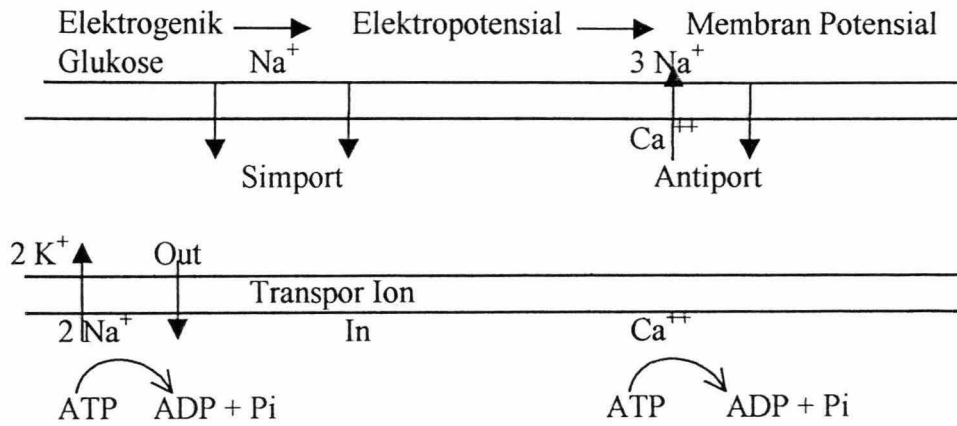 Elektrogenik Elektropotensial Membran Potensial
Glukose Na⁺ 3 Na⁺
Ca⁺⁺
Simport Antiport
2 K⁺ Out
Transpor Ion
2 Na⁺ In Ca⁺⁺
ATP ADP + Pi ATP ADP + Pi